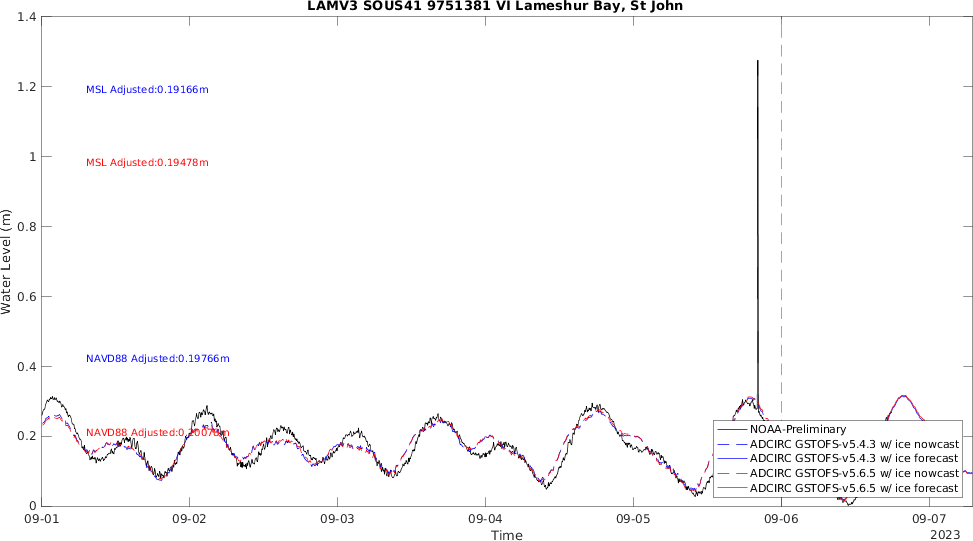 LAMV3 SOUS41 9751381 VI Lameshur Bay, St John
1.4
1.2
1
0.8
0.6
0.4
0.2
0
Water Level (m)
MSL Adjusted:0.19166m
MSL Adjusted:0.19478m
NAVD88 Adjusted:0.19766m
NAVD88 Adjusted:
NOAA-Preliminary
ADCIRC GSTOFS-v5.4.3 w/ ice nowcast
ADCIRC GSTOFS-v5.4.3 w/ ice forecast
ADCIRC GSTOFS-v5.6.5 w/ ice nowcast
ADCIRC GSTOFS-v5.6.5 w/ ice forecast
09-01 09-02 09-03 09-04 09-05 09-06 09-07
Time
2023